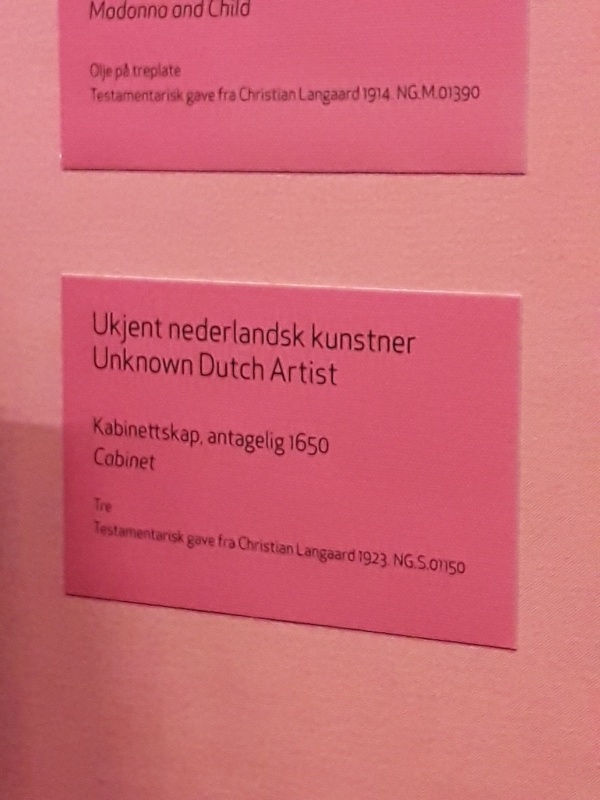 Madonna and Child
Olje på treplate
Testamentarisk gave fra Christian Langaard 1914. NG.M.01390
Ukjent nederlandsk kunstner
Unknown Dutch Artist
Kabinettskap, antagelig 1650
Cabinet
Tre
Testamentarisk gave fra Christian Langaard 1923. NG.S.01150